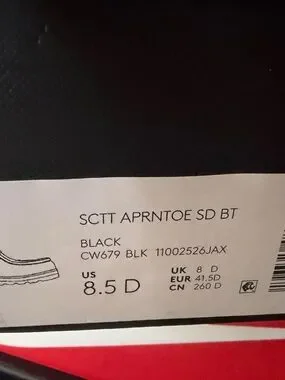 SCTT APRNTOE SD BT
BLACK
CW679 BLK 11002526JAX
US 8.5 D
UK 8 D
EUR 41.5D
CN 260 D